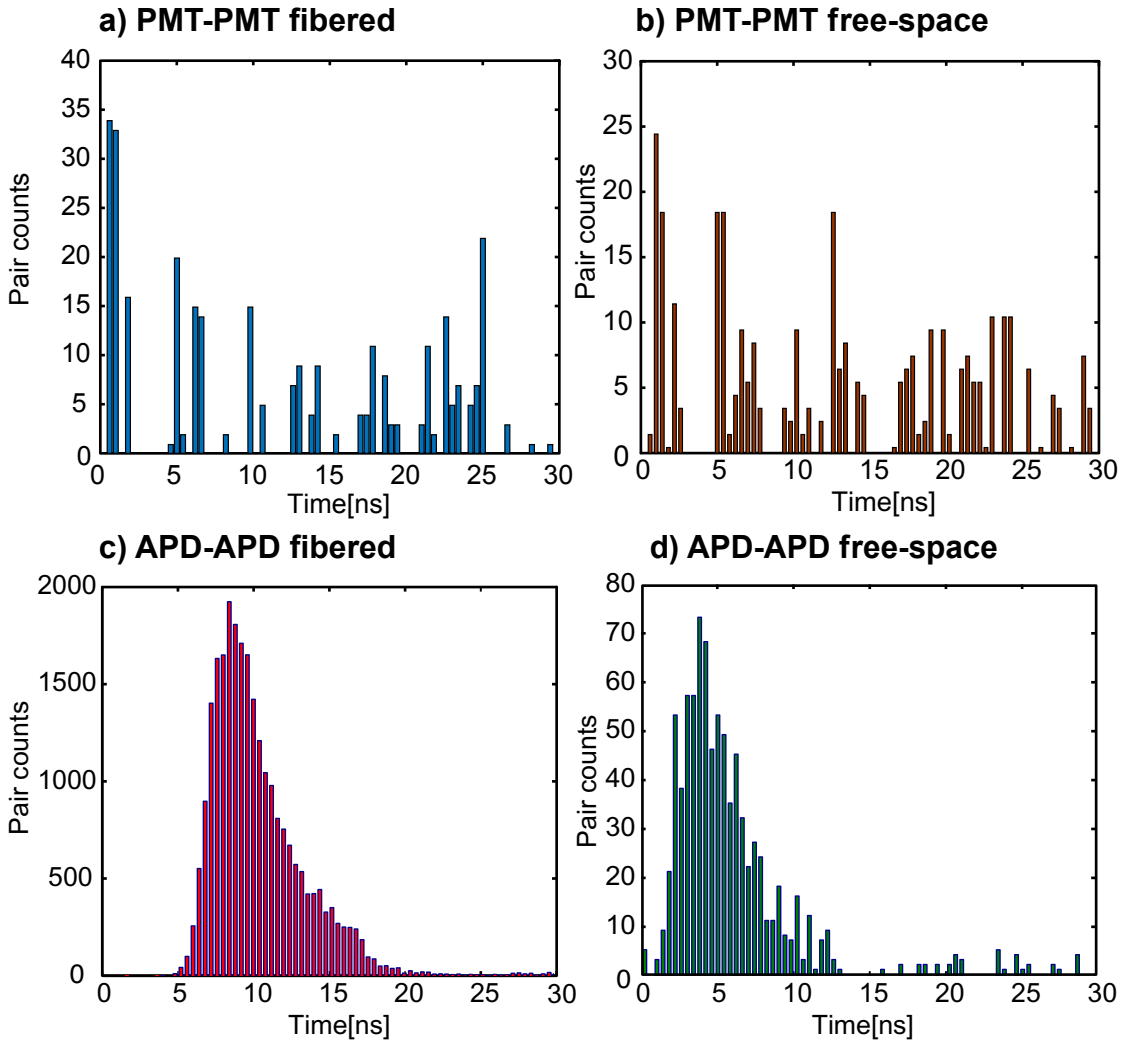 a) PMT-PMT fibered
40
35
30
25
20
15
10
5
0
Pair counts
0 5 10 15 20 25 30
Time[ns]
b) PMT-PMT free-space
30
25
20
15
10
5
0
Pair counts
0 5 10 15 20 25 30
Time[ns]
c) APD-APD fibered
2000
1500
1000
500
0
Pair counts
0 5 10 15 20 25 30
Time[ns]
d) APD-APD free-space
80
70
60
50
40
30
20
10
0
Pair counts
0 5 10 15 20 25 30
Time[ns]